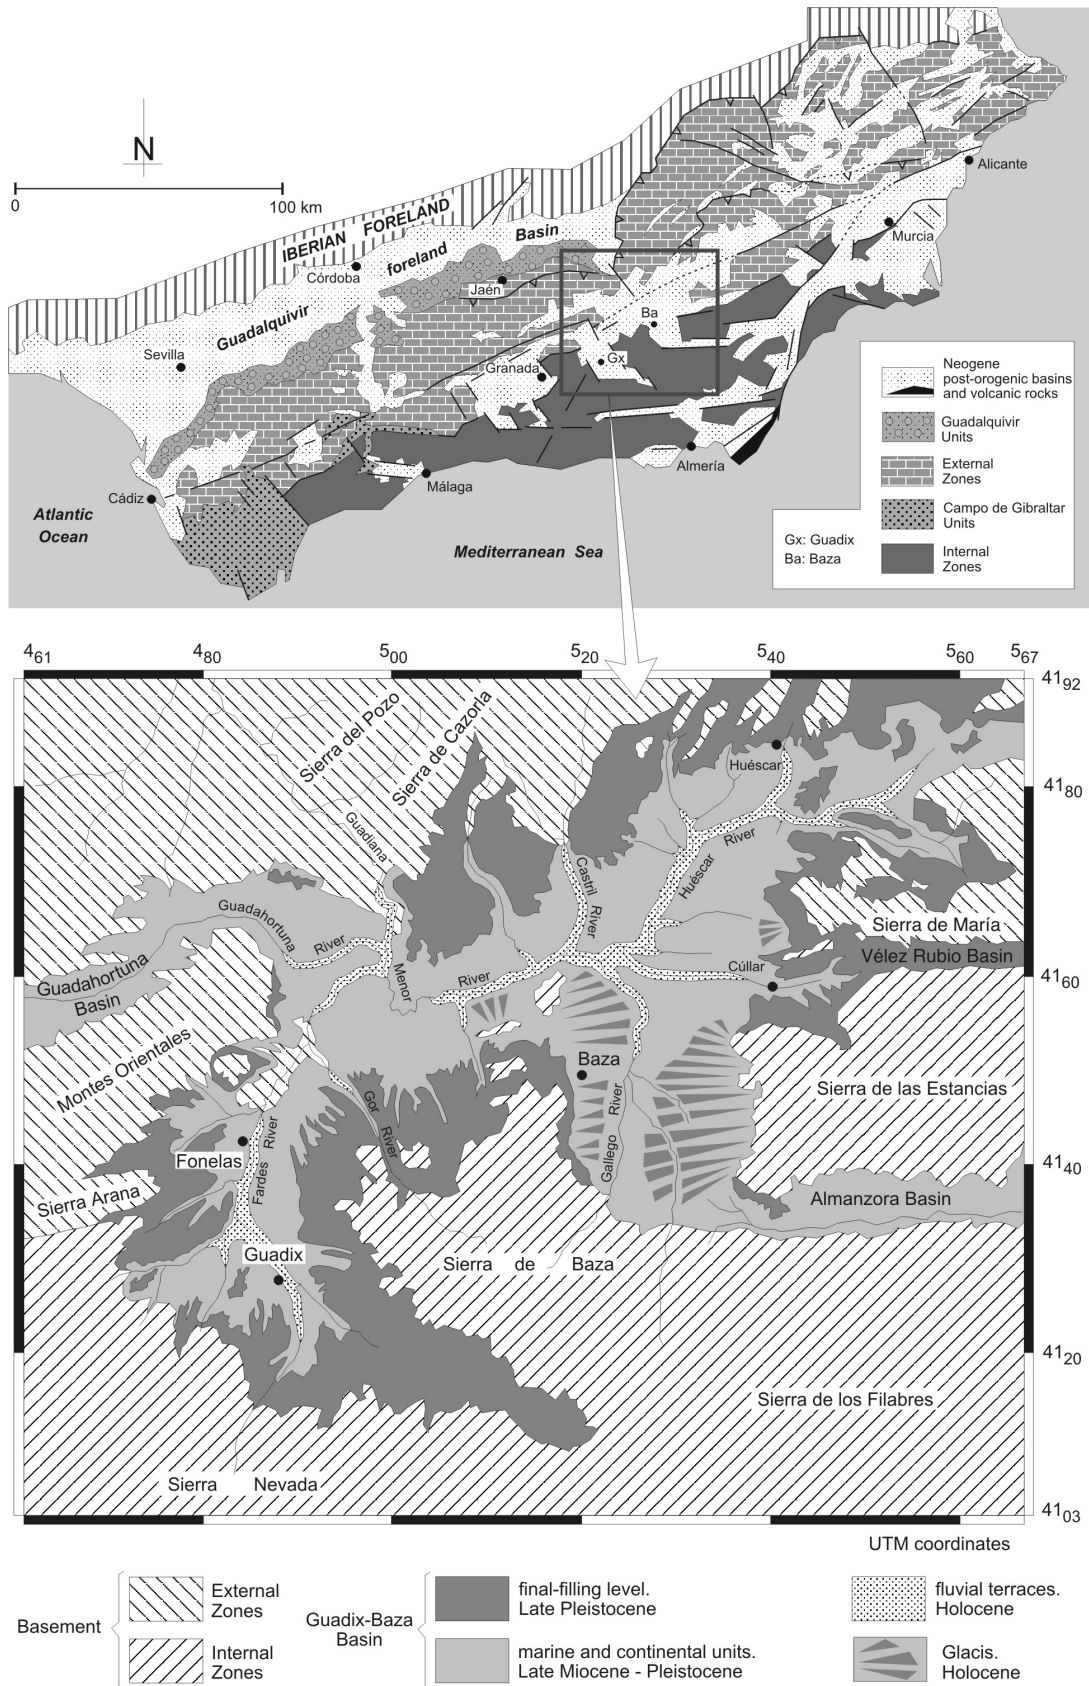 N
0
100 km
IBERIAN FORELAND
Guadalquivir foreland Basin
Córdoba
Jaén
Sevilla
Granada
Ba
Gx
Alicante
Murcia
Almería
Málaga
Cádiz
Atlantic
Ocean
Mediterranean Sea
Neogene
post-orogenic basins
and volcanic rocks
Guadalquivir
Units
External
Zones
Campo de Gibraltar
Units
Internal
Zones
Gx: Guadix
Ba: Baza
461
480
500
520
540
560
567
4192
4180
4160
4140
4120
4103
Sierra del Pozo
Sierra de Cazorla
Huéscar
Guadiana
Menor
Castril River
Huéscar River
Guadahortuna River
River
Guadahortuna
Basin
Cúllar
Sierra de María
Vélez Rubio Basin
Montes Orientales
Baza
Sierra de las Estancias
Gor River
Gallego River
Fonelas
Fardes River
Sierra Arana
Almanzora Basin
Guadix
Sierra de Baza
Sierra de los Filabres
Sierra Nevada
UTM coordinates
Basement
External
Zones
Internal
Zones
Guadix-Baza
Basin
final-filling level.
Late Pleistocene
marine and continental units.
Late Miocene - Pleistocene
fluvial terraces.
Holocene
Glacis.
Holocene